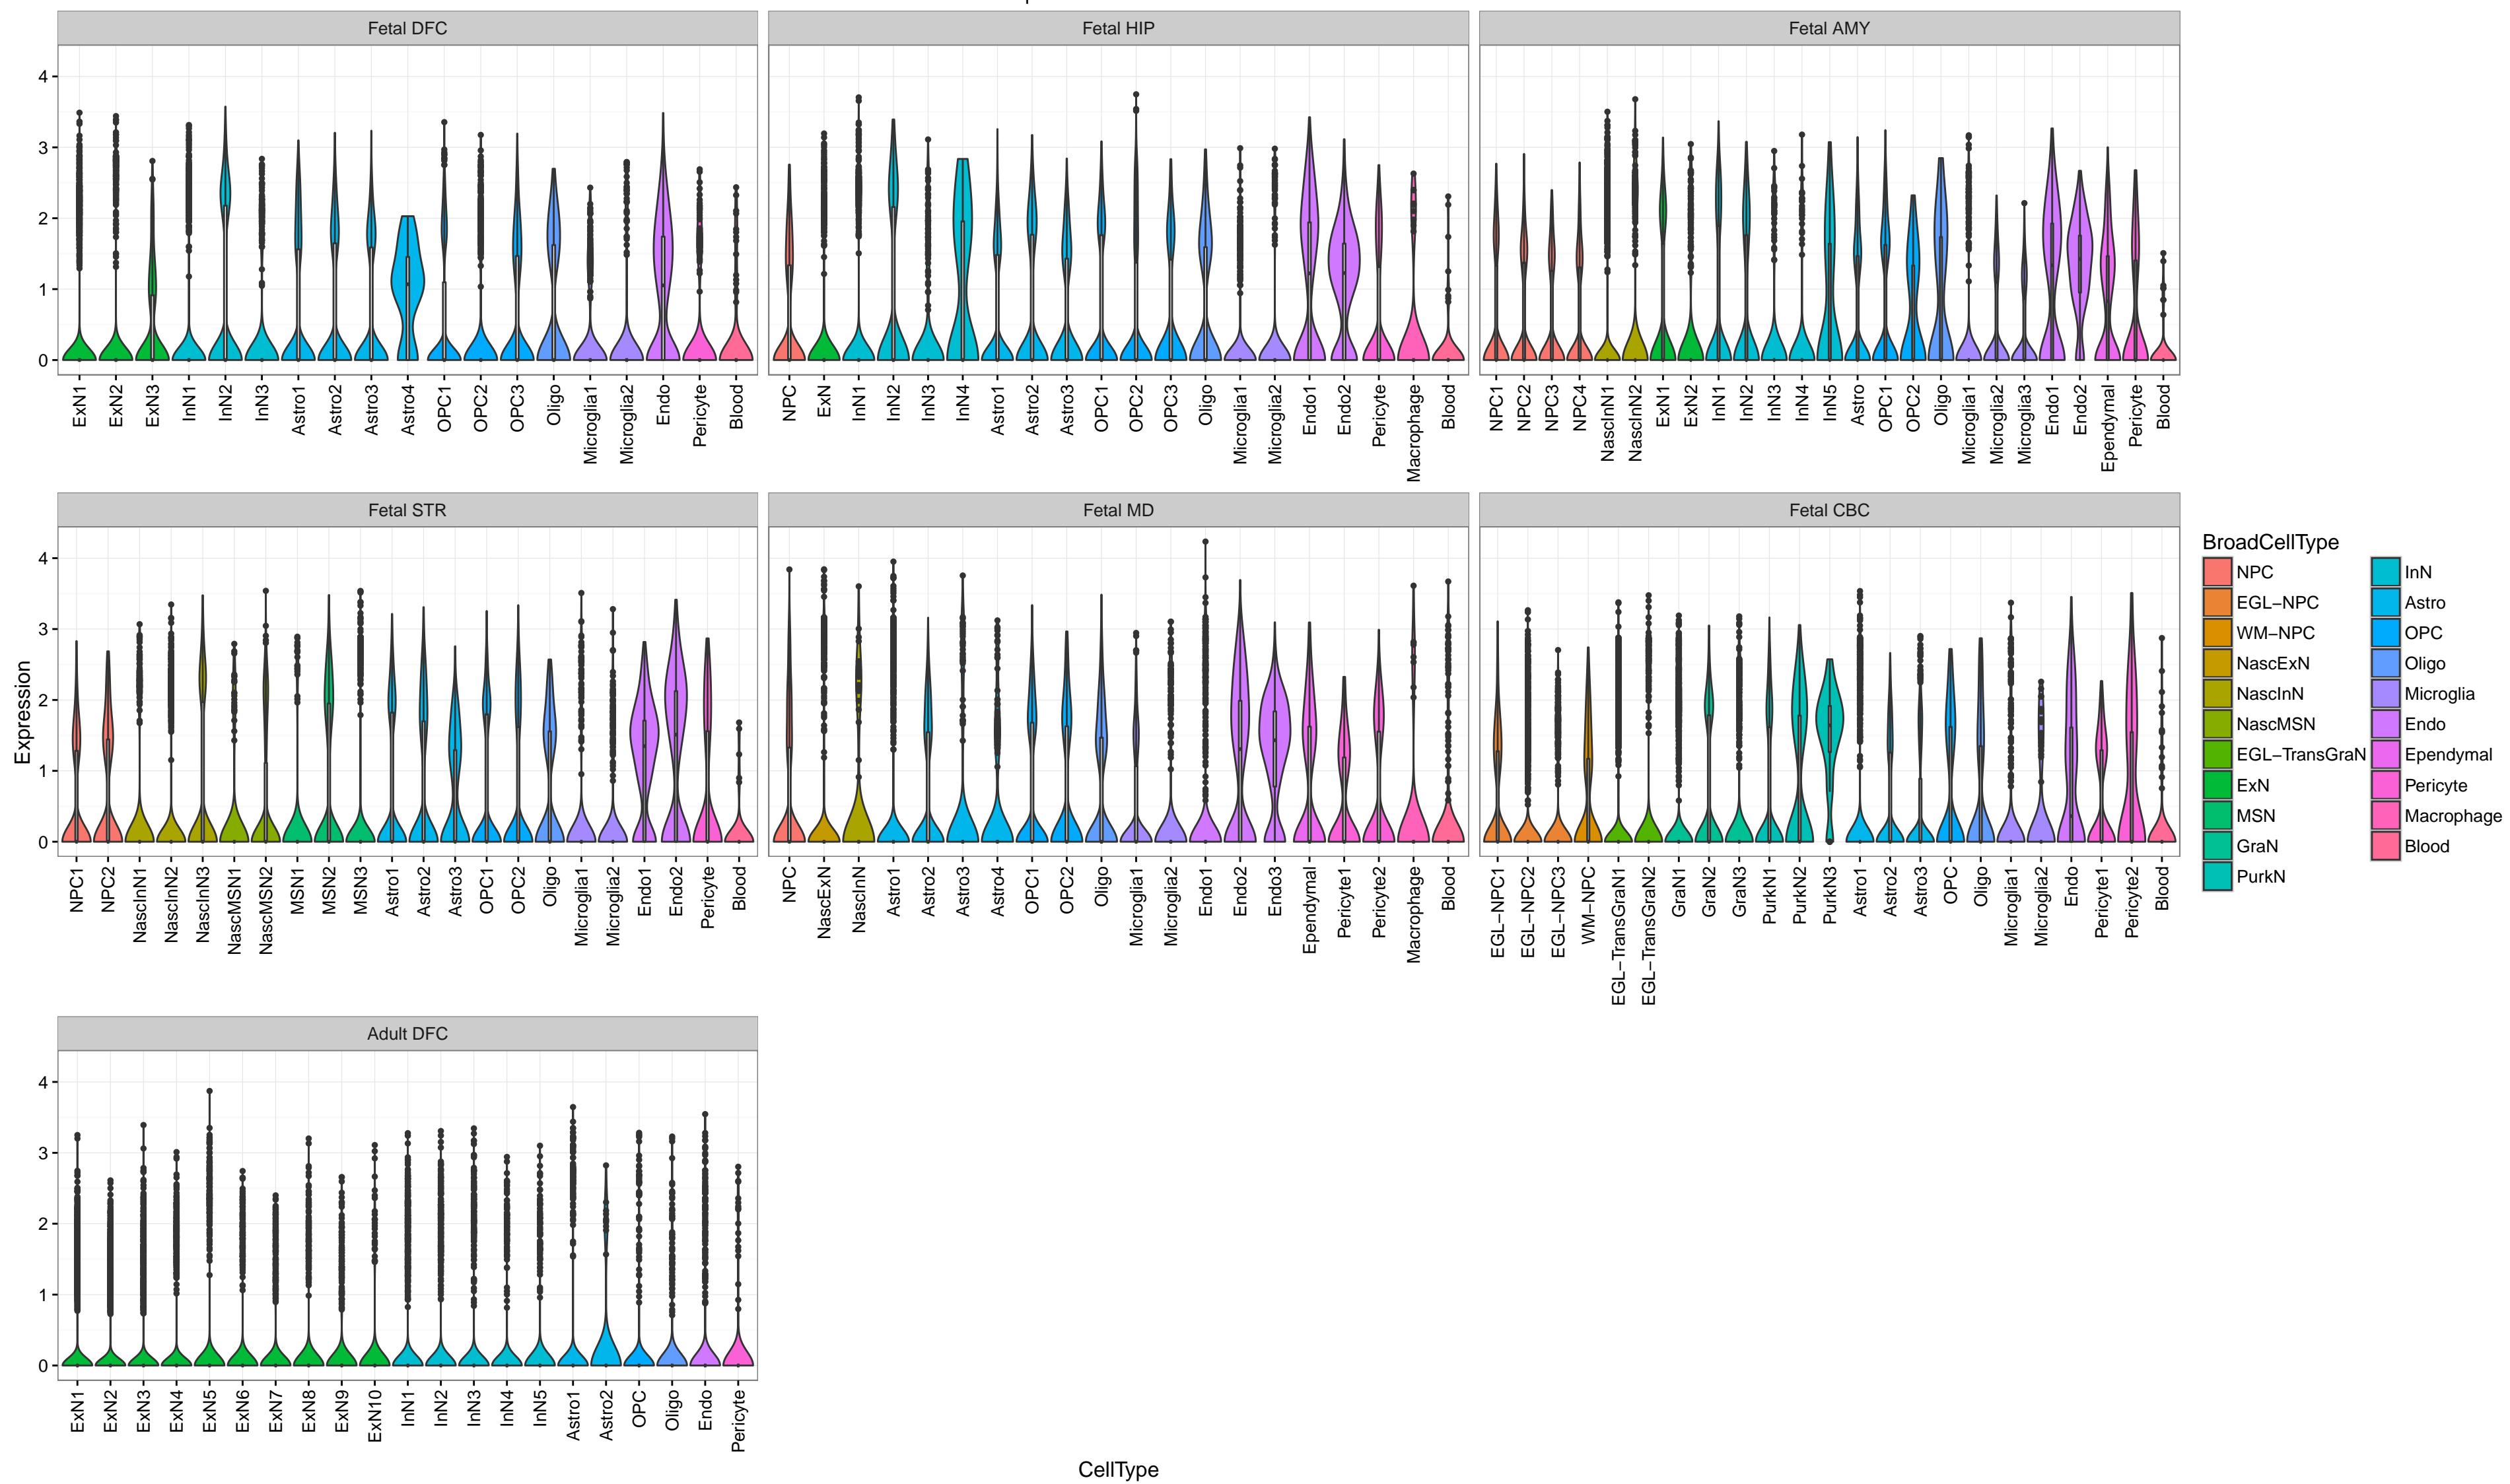 Fetal DFC Fetal HIP Fetal AMY
4
3
2
1
0
ExN1 ExN2 ExN3 InN1 InN2 InN3 Astro1 Astro2 Astro3 Astro4 OPC1 OPC2 OPC3 Oligo Microglia1 Microglia2 Endo Pericyte Blood
NPC ExN InN1 InN2 InN3 InN4 Astro1 Astro2 Astro3 OPC1 OPC2 OPC3 Oligo Microglia1 Microglia2 Endo1 Endo2 Pericyte Macrophage Blood
NPC1 NPC2 NPC3 NPC4 NascInN1 NascInN2 ExN1 ExN2 InN1 InN2 InN3 InN4 InN5 Astro OPC1 OPC2 Oligo Microglia1 Microglia2 Microglia3 Endo1 Endo2 Ependymal Pericyte Blood
Fetal STR Fetal MD Fetal CBC
Expression
4
3
2
1
0
NPC1 NPC2 NascInN1 NascInN2 NascInN3 NascMSN1 NascMSN2 MSN1 MSN2 MSN3 Astro1 Astro2 Astro3 OPC1 OPC2 Oligo Microglia1 Microglia2 Endo1 Endo2 Pericyte Blood
NPC NascExN NascInN Astro1 Astro2 Astro3 Astro4 OPC1 OPC2 Oligo Microglia1 Microglia2 Endo1 Endo2 Endo3 Ependymal Pericyte1 Pericyte2 Macrophage Blood
EGL−NPC1 EGL−NPC2 EGL−NPC3 WM−NPC EGL−TransGraN1 EGL−TransGraN2 GraN1 GraN2 GraN3 PurkN1 PurkN2 PurkN3 Astro1 Astro2 Astro3 OPC Oligo Microglia1 Microglia2 Endo Pericyte1 Pericyte2 Blood
BroadCellType
NPC InN
EGL−NPC Astro
WM−NPC OPC
NascExN Oligo
NascInN Microglia
NascMSN Endo
EGL−TransGraN Ependymal
ExN Pericyte
MSN Macrophage
GraN Blood
PurkN
Adult DFC
4
3
2
1
0
ExN1 ExN2 ExN3 ExN4 ExN5 ExN6 ExN7 ExN8 ExN9 ExN10 InN1 InN2 InN3 InN4 InN5 Astro1 Astro2 OPC Oligo Endo Pericyte
CellType